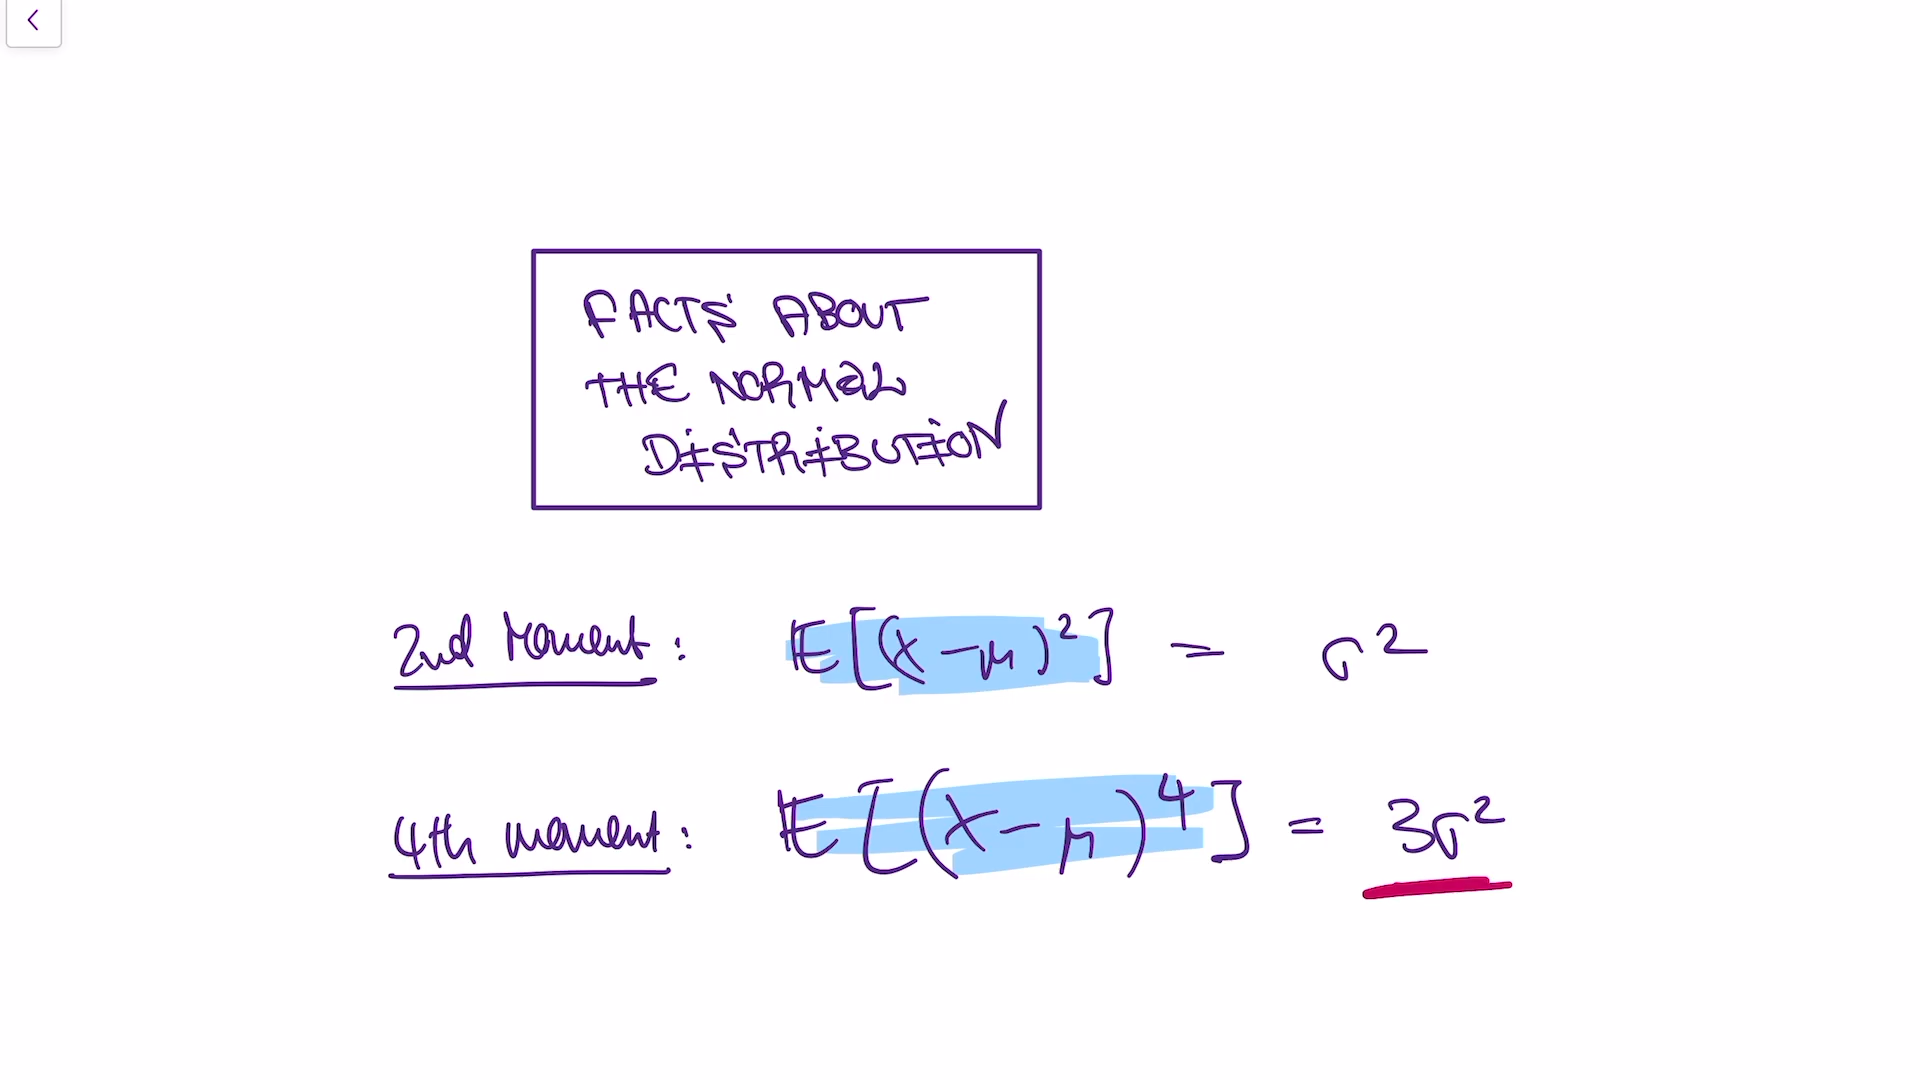 FACTS ABOUT
THE NORMAL
DISTRIBUTION
2nd Moment: 𝔼[(x-μ)²] = σ²
4th moment: 𝔼[(x-μ)⁴] = 3σ²